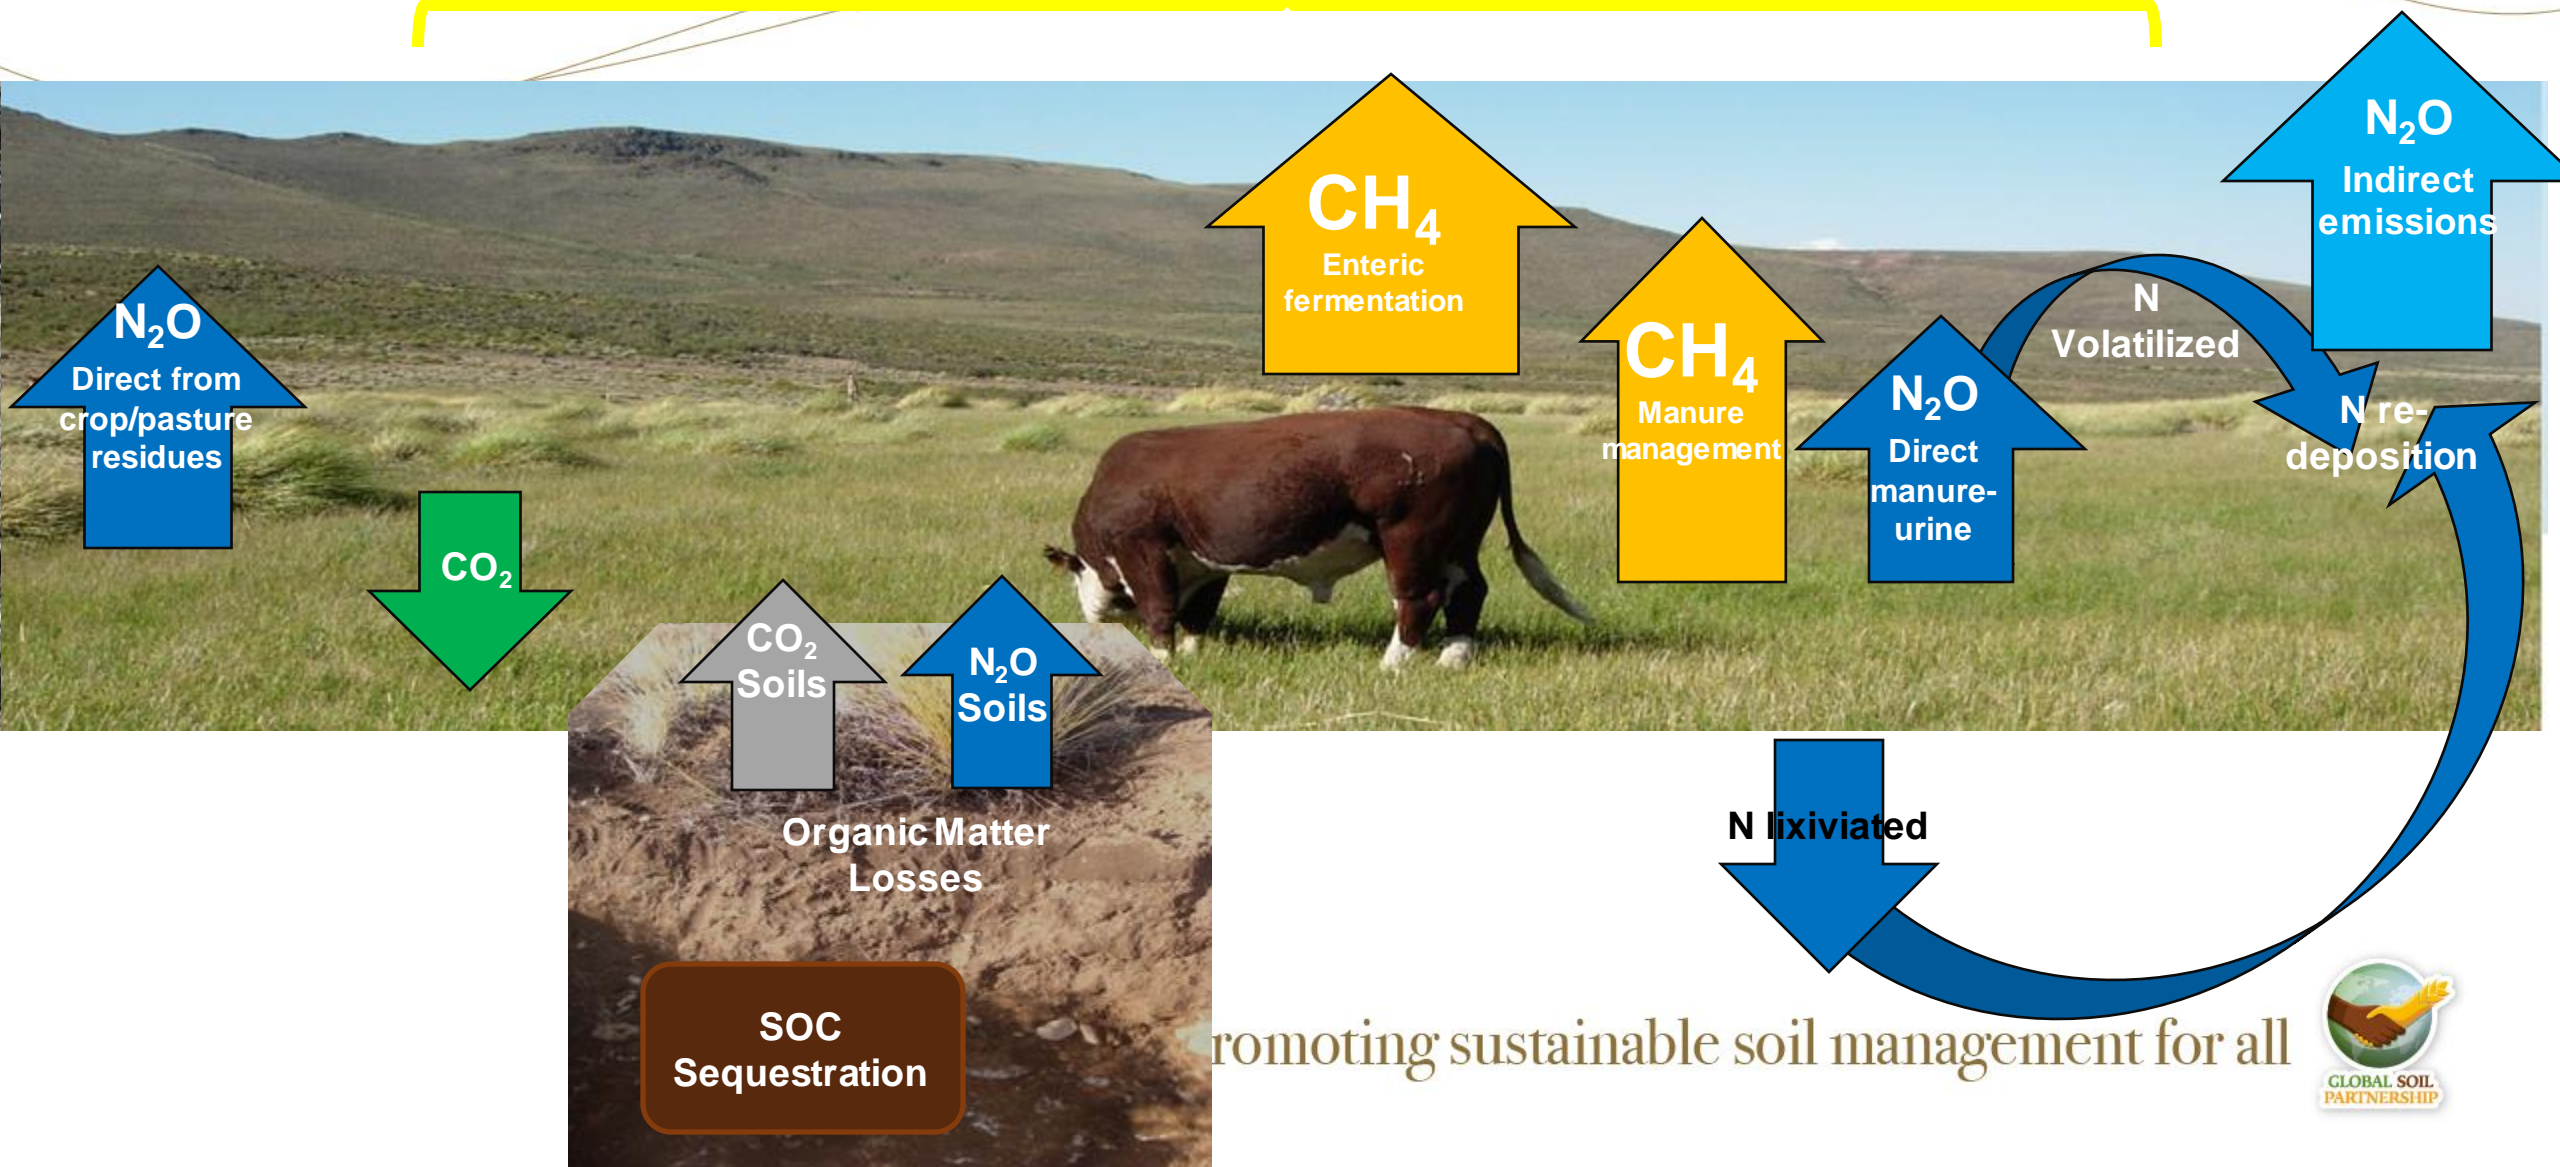 N₂O
Direct from
crop/pasture
residues
CO₂
CO₂
Soils
N₂O
Soils
Organic Matter
Losses
SOC
Sequestration
CH₄
Enteric
fermentation
CH₄
Manure
management
N₂O
Direct
manure-
urine
N
Volatilized
N₂O
Indirect
emissions
N re-
deposition
N lixiviated
romoting sustainable soil management for all
GLOBAL SOIL
PARTNERSHIP